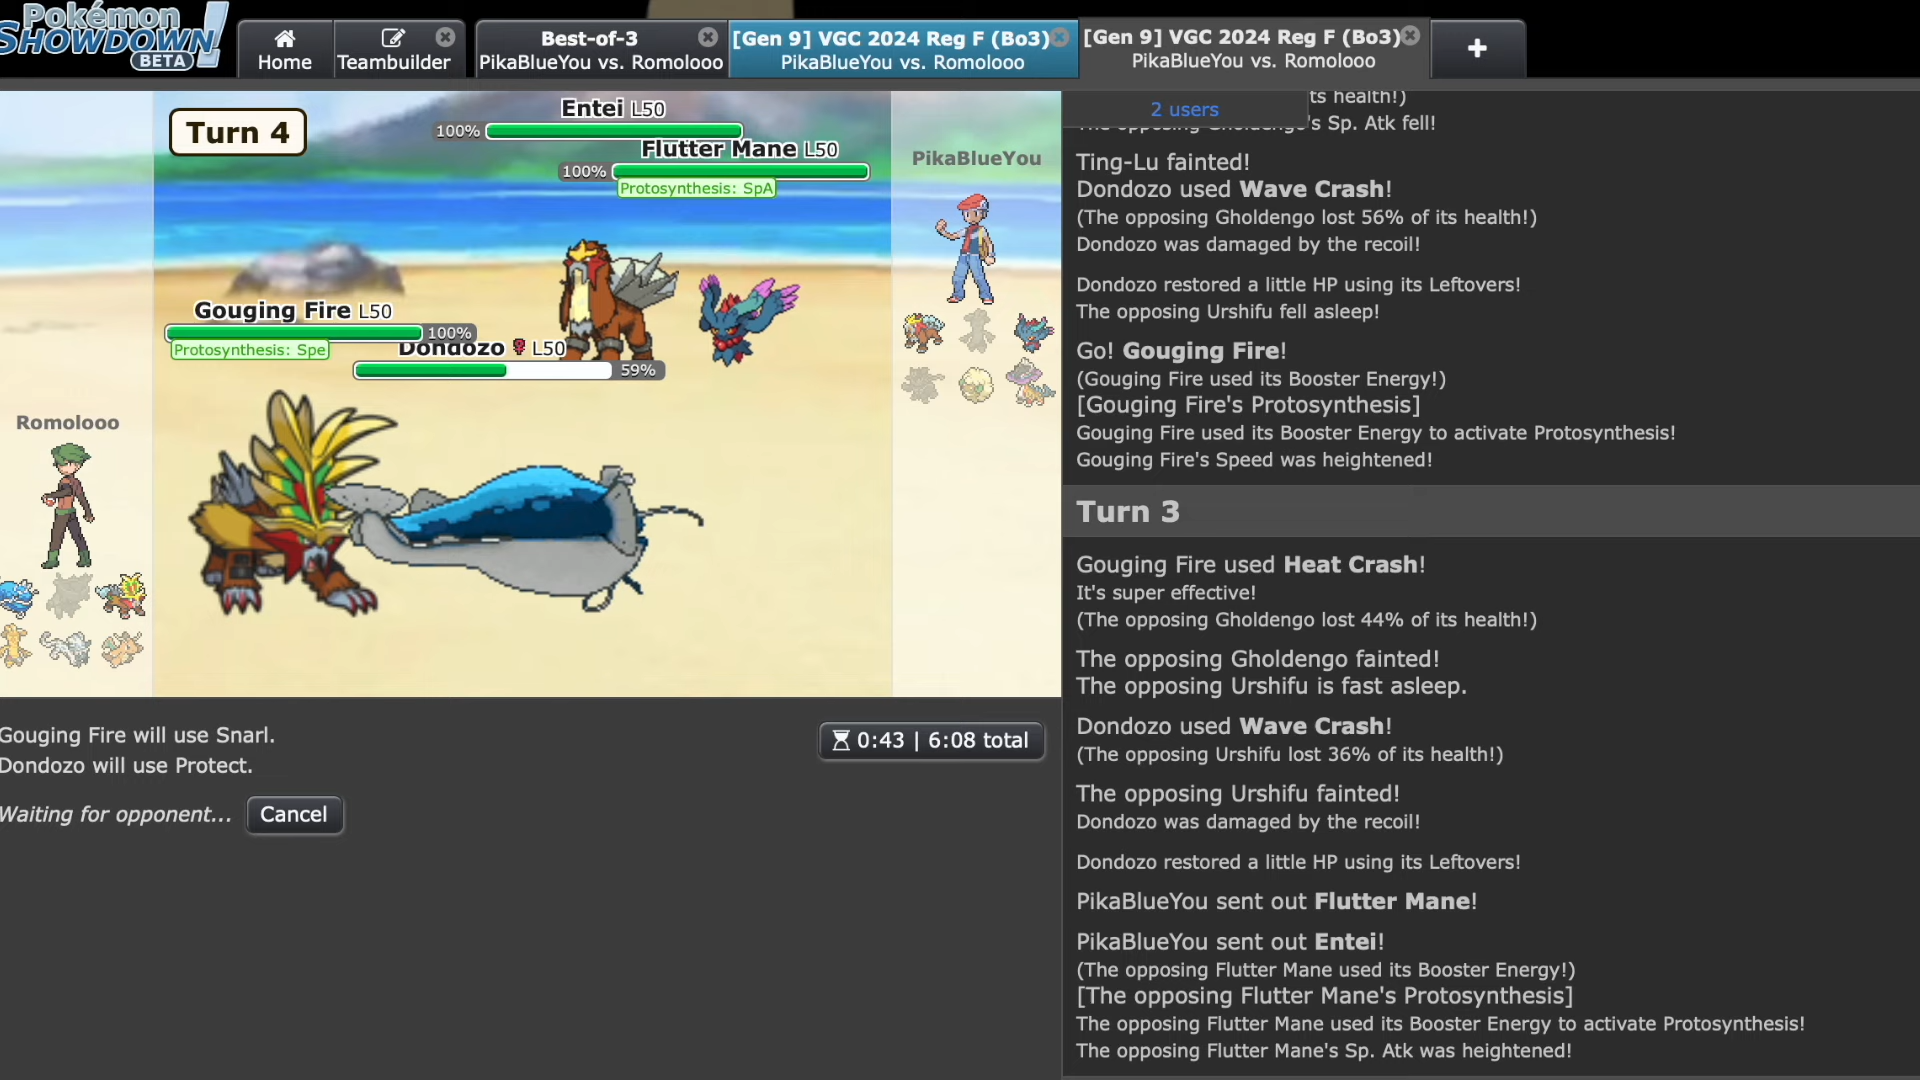 Pokémon
SHOWDOWN!
BETA
Home
Teambuilder
Best-of-3
PikaBlueYou vs. Romolooo
[Gen 9] VGC 2024 Reg F (Bo3)
PikaBlueYou vs. Romolooo
[Gen 9] VGC 2024 Reg F (Bo3)
PikaBlueYou vs. Romolooo
+
Turn 4
Entei L50
100%
Flutter Mane L50
100%
Protosynthesis: SpA
PikaBlueYou
Gouging Fire L50
100%
Protosynthesis: Spe
Dondozo L50
59%
Romolooo
Gouging Fire will use Snarl.
Dondozo will use Protect.
Waiting for opponent...
Cancel
0:43 | 6:08 total
2 users
ts health!)
The opposing Gholdengo's Sp. Atk fell!
Ting-Lu fainted!
Dondozo used Wave Crash!
(The opposing Gholdengo lost 56% of its health!)
Dondozo was damaged by the recoil!
Dondozo restored a little HP using its Leftovers!
The opposing Urshifu fell asleep!
Go! Gouging Fire!
(Gouging Fire used its Booster Energy!)
[Gouging Fire's Protosynthesis]
Gouging Fire used its Booster Energy to activate Protosynthesis!
Gouging Fire's Speed was heightened!
Turn 3
Gouging Fire used Heat Crash!
It's super effective!
(The opposing Gholdengo lost 44% of its health!)
The opposing Gholdengo fainted!
The opposing Urshifu is fast asleep.
Dondozo used Wave Crash!
(The opposing Urshifu lost 36% of its health!)
The opposing Urshifu fainted!
Dondozo was damaged by the recoil!
Dondozo restored a little HP using its Leftovers!
PikaBlueYou sent out Flutter Mane!
PikaBlueYou sent out Entei!
(The opposing Flutter Mane used its Booster Energy!)
[The opposing Flutter Mane's Protosynthesis]
The opposing Flutter Mane used its Booster Energy to activate Protosynthesis!
The opposing Flutter Mane's Sp. Atk was heightened!